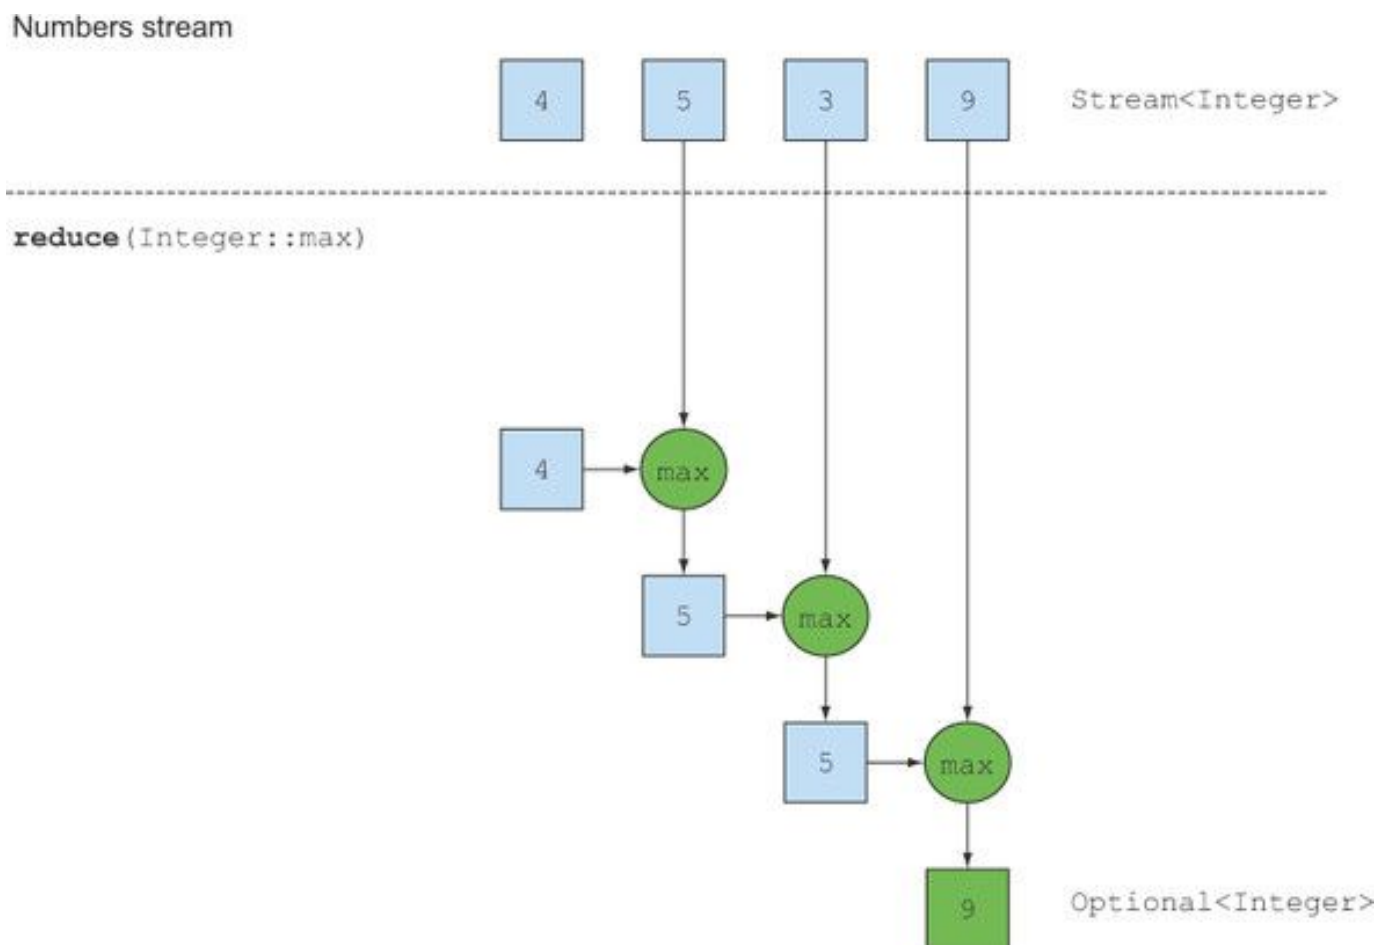 Numbers stream
4 5 3 9 Stream<Integer>
reduce(Integer::max)
4 max
5 max
5 max
9 Optional<Integer>